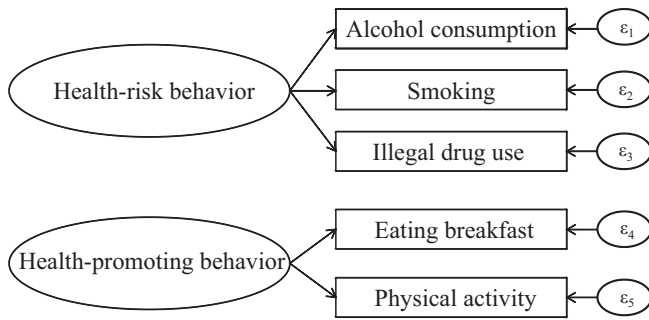 Alcohol consumption ε1
Health-risk behavior Smoking ε2
Illegal drug use ε3
Eating breakfast ε4
Health-promoting behavior
Physical activity ε5